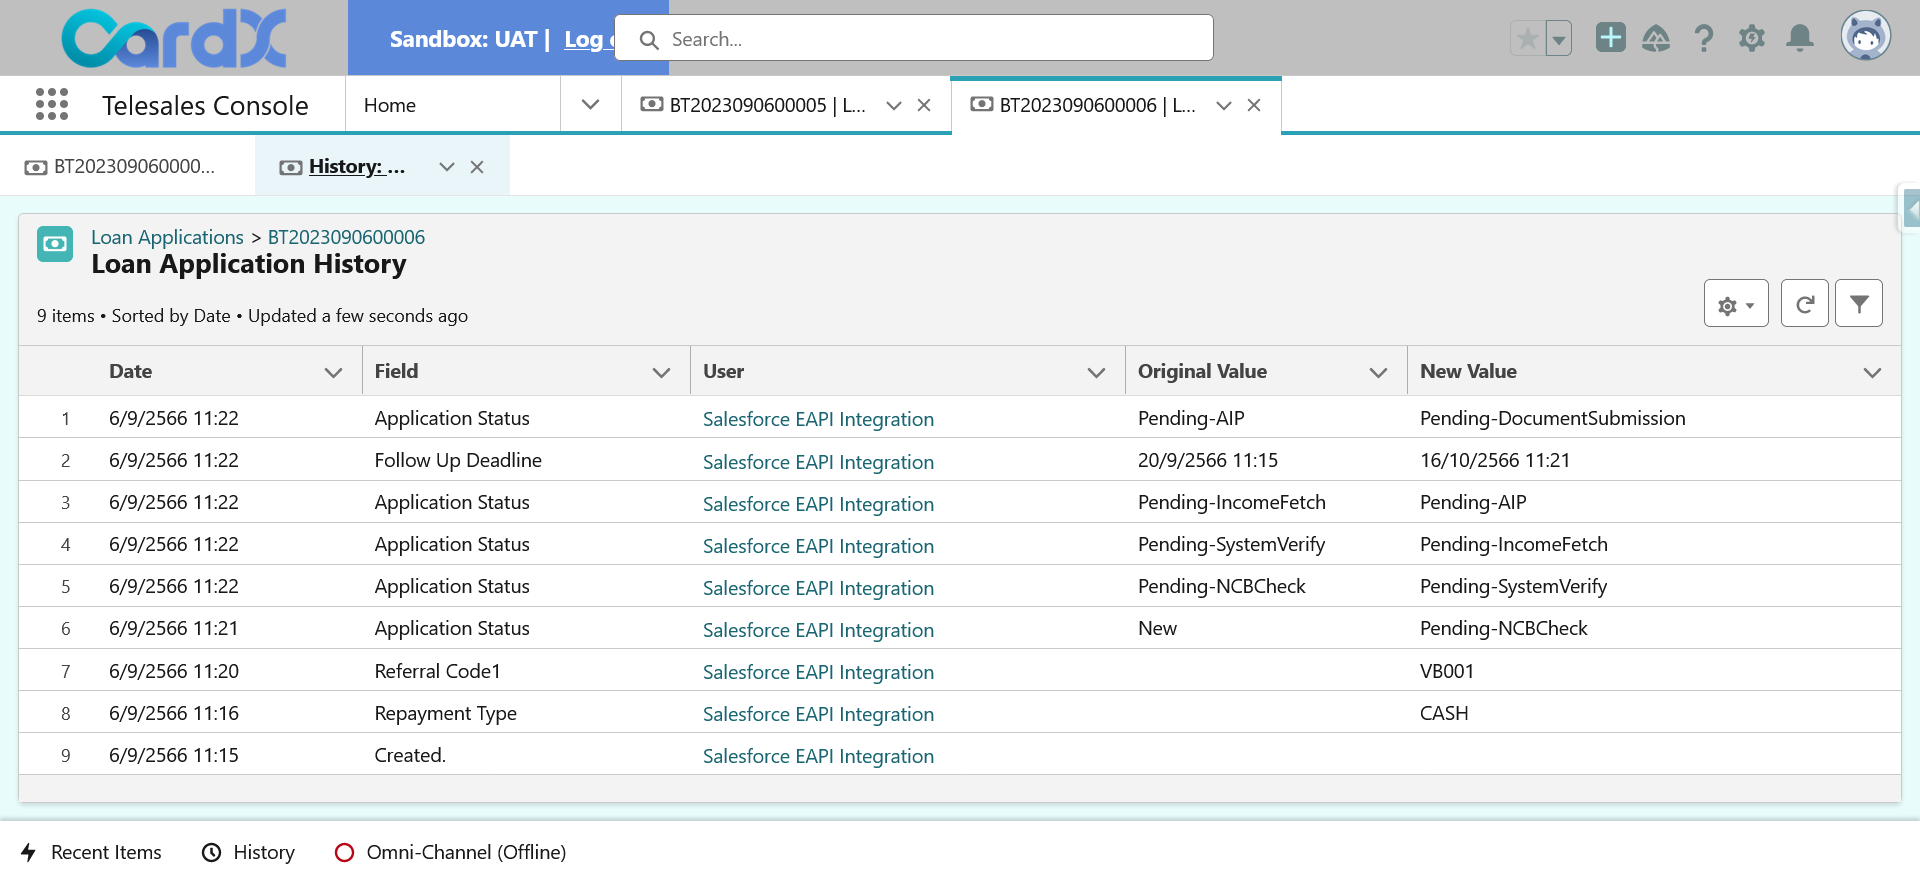 CardX
Sandbox: UAT | Log
Search...
Telesales Console
Home
BT2023090600005 | L...
BT2023090600006 | L...
BT202309060000...
History: ...
Loan Applications > BT2023090600006
Loan Application History
9 items • Sorted by Date • Updated a few seconds ago
Date Field User Original Value New Value
1 6/9/2566 11:22 Application Status Salesforce EAPI Integration Pending-AIP Pending-DocumentSubmission
2 6/9/2566 11:22 Follow Up Deadline Salesforce EAPI Integration 20/9/2566 11:15 16/10/2566 11:21
3 6/9/2566 11:22 Application Status Salesforce EAPI Integration Pending-IncomeFetch Pending-AIP
4 6/9/2566 11:22 Application Status Salesforce EAPI Integration Pending-SystemVerify Pending-IncomeFetch
5 6/9/2566 11:22 Application Status Salesforce EAPI Integration Pending-NCBCheck Pending-SystemVerify
6 6/9/2566 11:21 Application Status Salesforce EAPI Integration New Pending-NCBCheck
7 6/9/2566 11:20 Referral Code1 Salesforce EAPI Integration VB001
8 6/9/2566 11:16 Repayment Type Salesforce EAPI Integration CASH
9 6/9/2566 11:15 Created. Salesforce EAPI Integration
Recent Items History Omni-Channel (Offline)